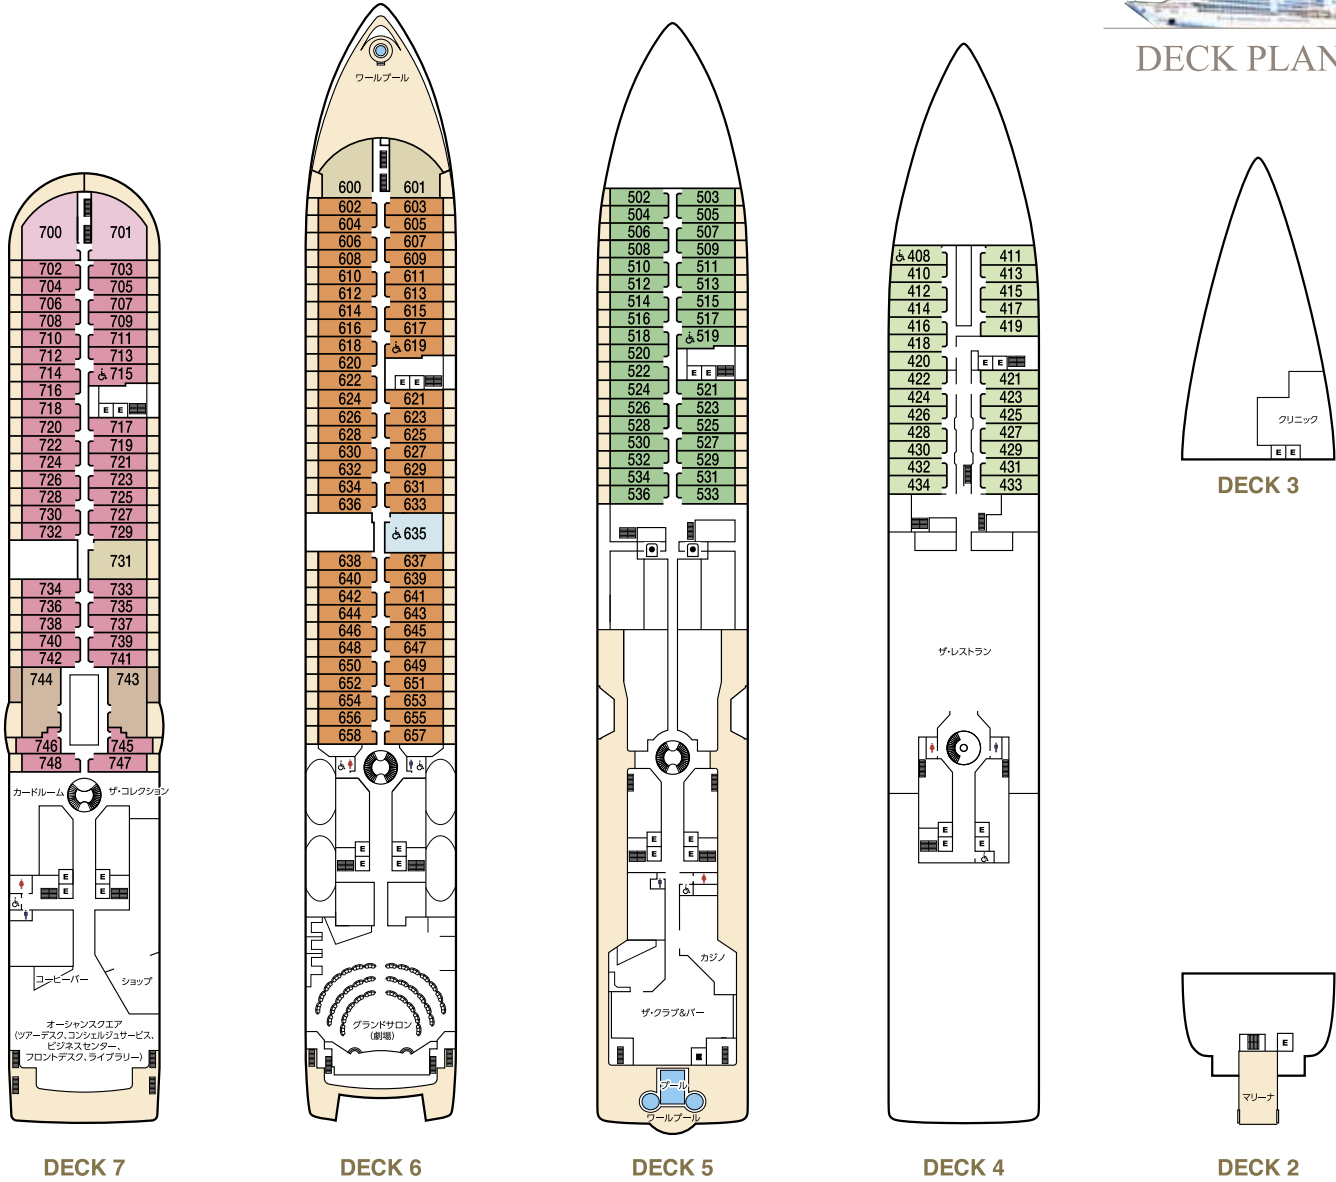 DECK PLAN
ワールプール
600 601
602 603
604 605
606 607
608 609
610 611
612 613
614 615
616 617
618 619
620
622
E E
624 621
626 623
628 625
630 627
632 629
634 631
636 633
635
638 637
640 639
642 641
644 643
646 645
648 647
650 649
652 651
654 653
656 655
658 657
E E
E E
グランドサロン
(劇場)
DECK 6
700 701
702 703
704 705
706 707
708 709
710 711
712 713
714 715
716
718
E E
720 717
722 719
724 721
726 723
728 725
730 727
732 729
731
734 733
736 735
738 737
740 739
742 741
744 743
746 745
748 747
カードルーム ザ・コレクション
E E
E E
コーヒーバー ショップ
オーシャンスクエア
(ツアーデスク、コンシェルジュサービス、
ビジネスセンター、
フロントデスク、ライブラリー)
DECK 7
502 503
504 505
506 507
508 509
510 511
512 513
514 515
516 517
518 519
520
522
E E
524 521
526 523
528 525
530 527
532 529
534 531
536 533
E E
E E
カジノ
ザ・クラブ&バー
プール
ワールプール
DECK 5
408 411
410 413
412 415
414 417
416 419
418
420
E E
422 421
424 423
426 425
428 427
430 429
432 431
434 433
ザ・レストラン
E E
E E
DECK 4
クリニック
E E
DECK 3
E
マリーナ
DECK 2